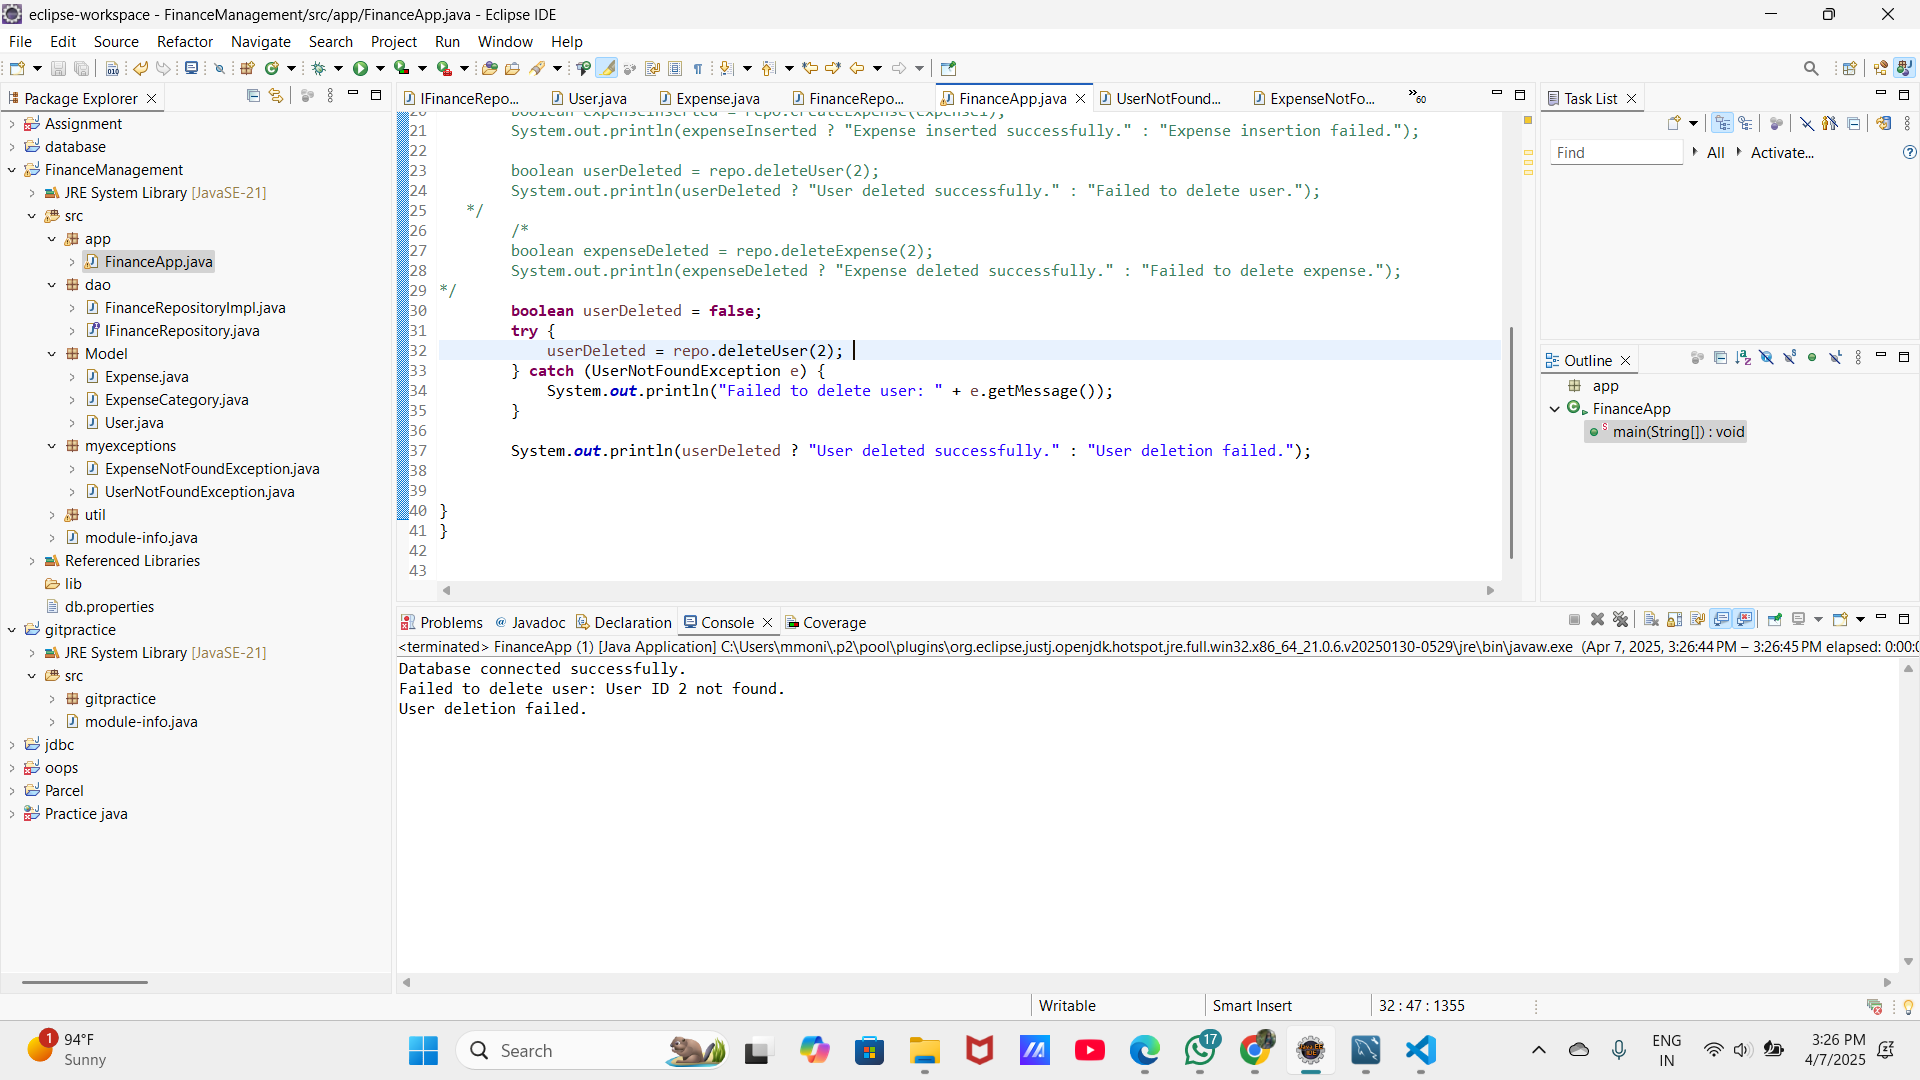 eclipse-workspace - FinanceManagement/src/app/FinanceApp.java - Eclipse IDE
File Edit Source Refactor Navigate Search Project Run Window Help
Package Explorer
Assignment
database
FinanceManagement
JRE System Library [JavaSE-21]
src
app
FinanceApp.java
dao
FinanceRepositoryImpl.java
IFinanceRepository.java
Model
Expense.java
ExpenseCategory.java
User.java
myexceptions
ExpenseNotFoundException.java
UserNotFoundException.java
util
module-info.java
Referenced Libraries
lib
db.properties
gitpractice
JRE System Library [JavaSE-21]
src
gitpractice
module-info.java
jdbc
oops
Parcel
Practice java
IFinanceRepo... User.java Expense.java FinanceRepo... FinanceApp.java UserNotFound... ExpenseNotFo... »60
20 boolean expenseInserted = repo.createExpense(expense1);
21 System.out.println(expenseInserted ? "Expense inserted successfully." : "Expense insertion failed.");
22
23 boolean userDeleted = repo.deleteUser(2);
24 System.out.println(userDeleted ? "User deleted successfully." : "Failed to delete user.");
25 */
26 /*
27 boolean expenseDeleted = repo.deleteExpense(2);
28 System.out.println(expenseDeleted ? "Expense deleted successfully." : "Failed to delete expense.");
29 */
30 boolean userDeleted = false;
31 try {
32 userDeleted = repo.deleteUser(2);
33 } catch (UserNotFoundException e) {
34 System.out.println("Failed to delete user: " + e.getMessage());
35 }
36
37 System.out.println(userDeleted ? "User deleted successfully." : "User deletion failed.");
38
39
40 }
41 }
42
43
Task List
Find All Activate...
Outline
app
FinanceApp
main(String[]) : void
Problems Javadoc Declaration Console Coverage
<terminated> FinanceApp (1) [Java Application] C:\Users\mmoni\.p2\pool\plugins\org.eclipse.justj.openjdk.hotspot.jre.full.win32.x86_64_21.0.6.v20250130-0529\jre\bin\javaw.exe (Apr 7, 2025, 3:26:44 PM – 3:26:45 PM elapsed: 0:00:0
Database connected successfully.
Failed to delete user: User ID 2 not found.
User deletion failed.
Writable Smart Insert 32 : 47 : 1355
1
94°F
Sunny
Search
17
ENG
IN
3:26 PM
4/7/2025